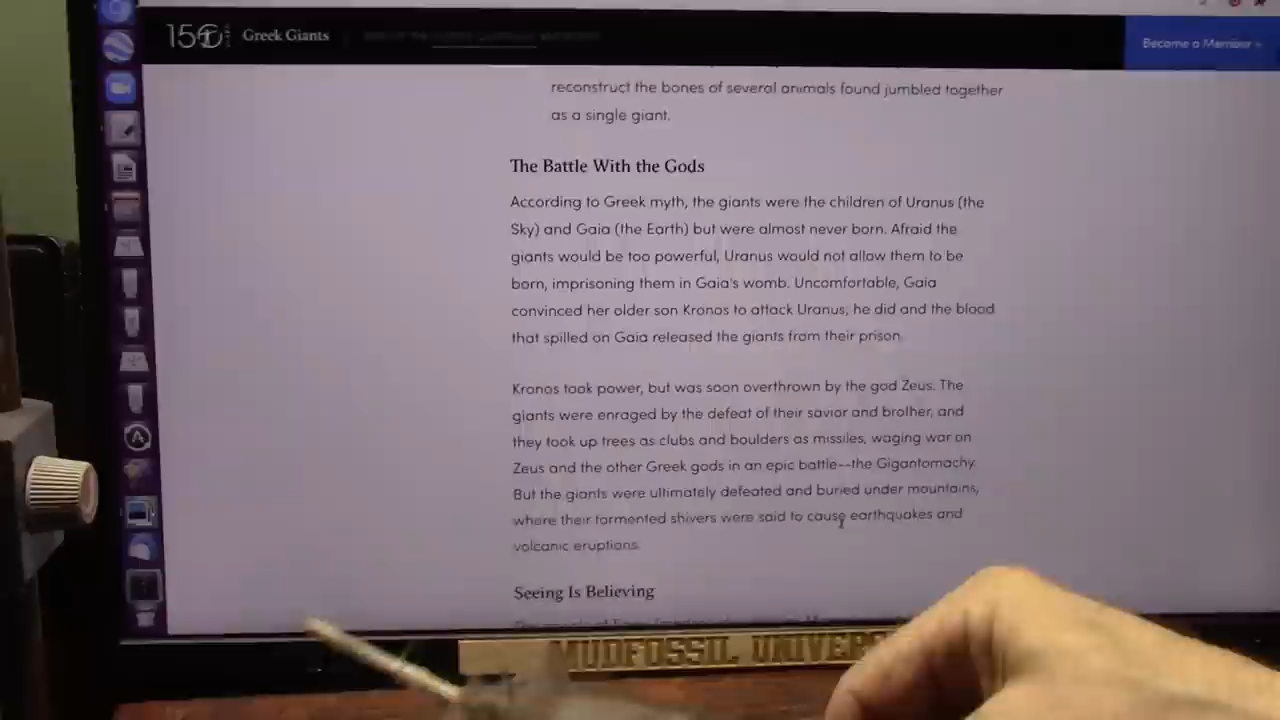 150 Greek Giants
Become a Member
reconstruct the bones of several animals found jumbled together
as a single giant.
The Battle With the Gods
According to Greek myth, the giants were the children of Uranus (the
Sky) and Gaia (the Earth) but were almost never born. Afraid the
giants would be too powerful, Uranus would not allow them to be
born, imprisoning them in Gaia's womb. Uncomfortable, Gaia
convinced her older son Kronos to attack Uranus; he did and the blood
that spilled on Gaia released the giants from their prison.
Kronos took power, but was soon overthrown by the god Zeus. The
giants were enraged by the defeat of their savior and brother, and
they took up trees as clubs and boulders as missiles, waging war on
Zeus and the other Greek gods in an epic battle--the Gigantomachy.
But the giants were ultimately defeated and buried under mountains,
where their tormented shivers were said to cause earthquakes and
volcanic eruptions.
Seeing Is Believing
MUDFOSSIL UNIVER